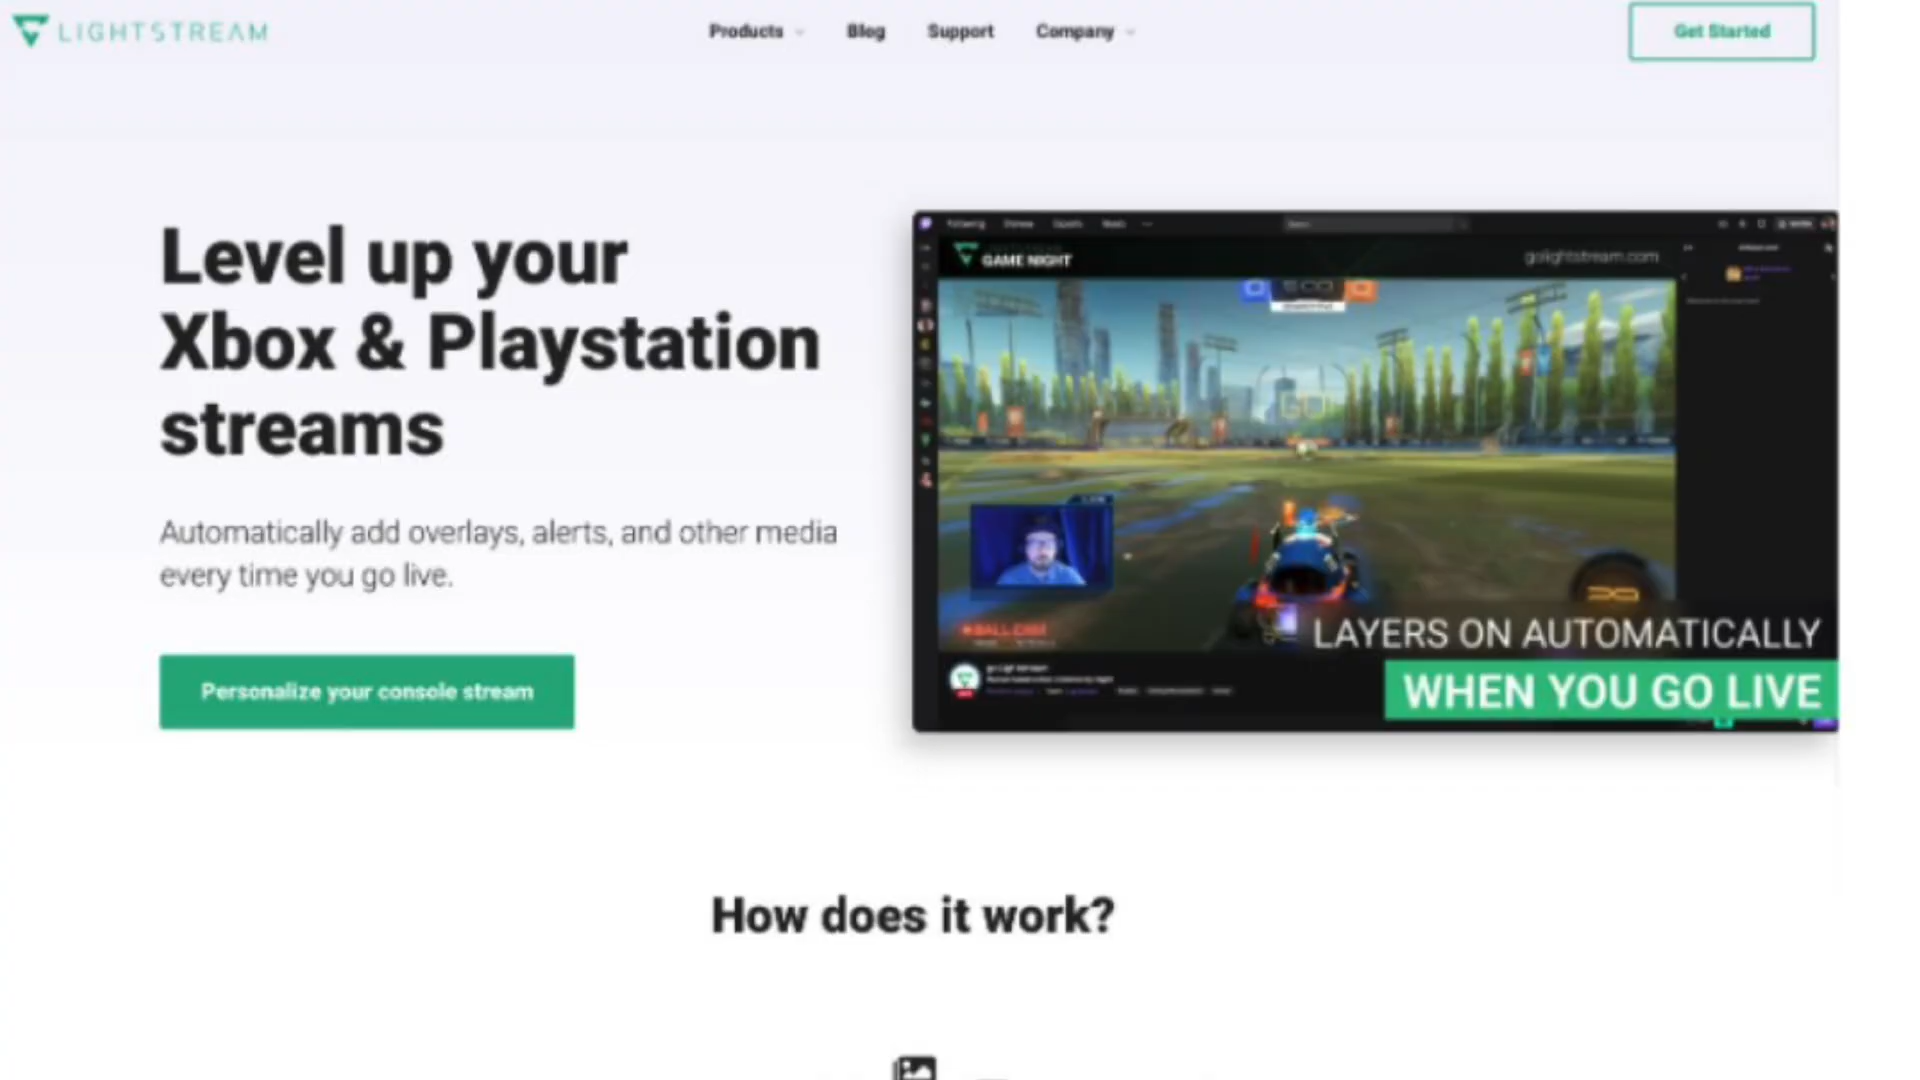 LIGHTSTREAM
Products
Blog
Support
Company
Get Started
Level up your
Xbox & Playstation
streams
Automatically add overlays, alerts, and other media
every time you go live.
Personalize your console stream
GAME NIGHT
golightstream.com
GO!
LAYERS ON AUTOMATICALLY
WHEN YOU GO LIVE
How does it work?